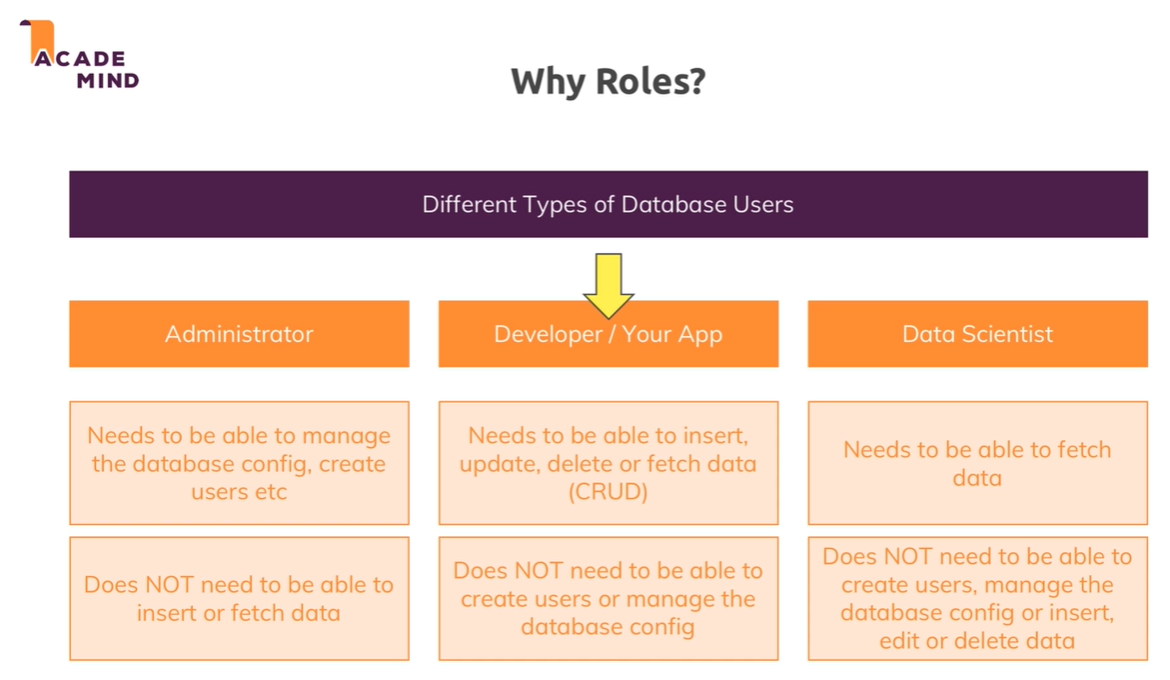 ACADE
MIND
Why Roles?
Different Types of Database Users
Administrator
Developer / Your App
Data Scientist
Needs to be able to manage
the database config, create
users etc
Needs to be able to insert,
update, delete or fetch data
(CRUD)
Needs to be able to fetch
data
Does NOT need to be able to
insert or fetch data
Does NOT need to be able to
create users or manage the
database config
Does NOT need to be able to
create users, manage the
database config or insert,
edit or delete data